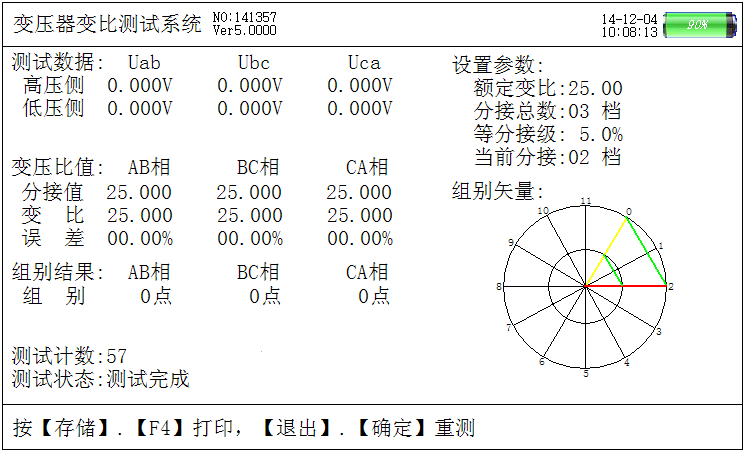 变压器变比测试系统 NO:141357 Ver5.0000 14-12-04 10:08:13 90%
测试数据: Uab Ubc Uca
高压侧 0.000V 0.000V 0.000V
低压侧 0.000V 0.000V 0.000V
变压比值: AB相 BC相 CA相
分接值 25.000 25.000 25.000
变 比 25.000 25.000 25.000
误 差 00.00% 00.00% 00.00%
组别结果: AB相 BC相 CA相
组 别 0点 0点 0点
测试计数:57
测试状态:测试完成
设置参数:
额定变比:25.00
分接总数:03 档
等分接级: 5.0%
当前分接:02 档
组别矢量:
11
10 0
9 1
8 2
7 3
6 4
5
按【存储】.【F4】打印,【退出】.【确定】重测